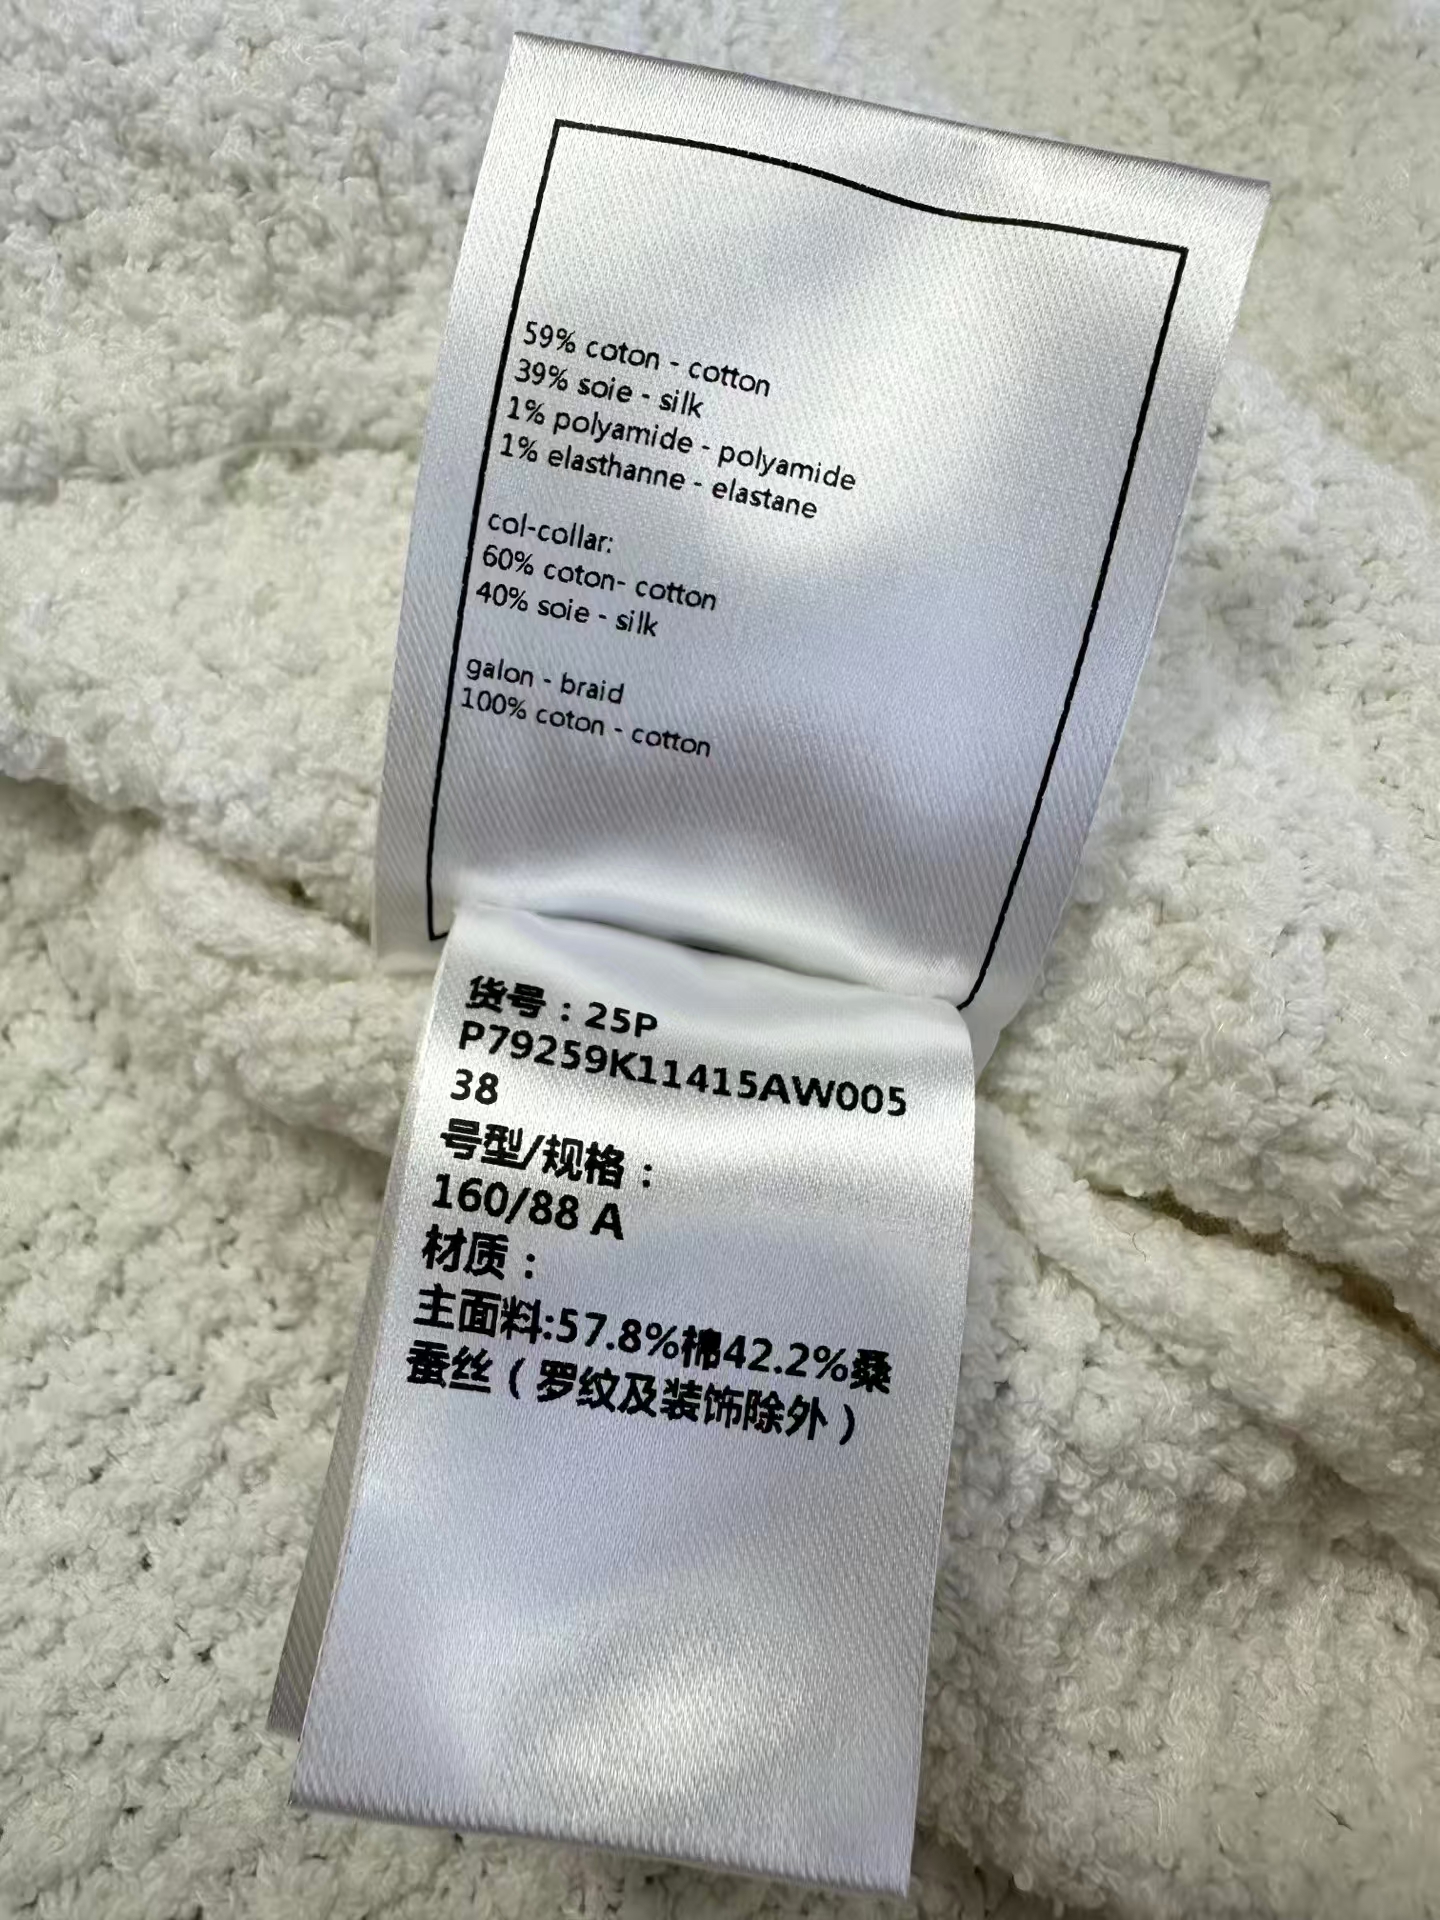 59% coton - cotton
39% soie - silk
1% polyamide - polyamide
1% elasthanne - elastane
col-collar:
60% coton- cotton
40% soie - silk
galon - braid
100% coton - cotton
货号：25P
P79259K11415AW005
38
号型/规格：
160/88 A
材质：
主面料:57.8%棉42.2%桑
蚕丝（罗纹及装饰除外）